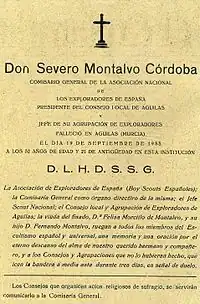 Don Severo Montalvo Córdoba
COMISARIO GENERAL DE LA ASOCIACIÓN NACIONAL
DE
LOS EXPLORADORES DE ESPAÑA
PRESIDENTE DEL CONSEJO LOCAL DE AGUILAS
Y
JEFE DE SU AGRUPACIÓN DE EXPLORADORES
FALLECIÓ EN AGUILAS (MURCIA)
EL DIA 19 DE SEPTIEMBRE DE
A LOS 52 AÑOS DE EDAD Y 21 DE ANTIGÜEDAD EN ESTA INSTITUCIÓN
D. L. H. D. S. S. G.
La Asociación de Exploradores de España (Boy Scouts Españoles);
la Comisaría General como órgano directivo de la misma; el Jefe
Scout Nacional; el Consejo local y Agrupación de Exploradores de
Aguilas; la viuda del finado, D.ª Felisa Morcillo de Montalvo, y su
hijo D. Fernando Montalvo, ruegan a todos los miembros del Es-
cultismo español y universal, una memoria y una oración por el
eterno descanso del alma de nuestro querido hermano y compañe-
ro, y a los Consejos y Agrupaciones que no lo hubieren hecho, que
icen la bandera a media asta durante tres días, en señal de duelo.
Los Consejos que organicen actos religiosos de sufragio, se servirán
comunicarlo a la Comisaría General.